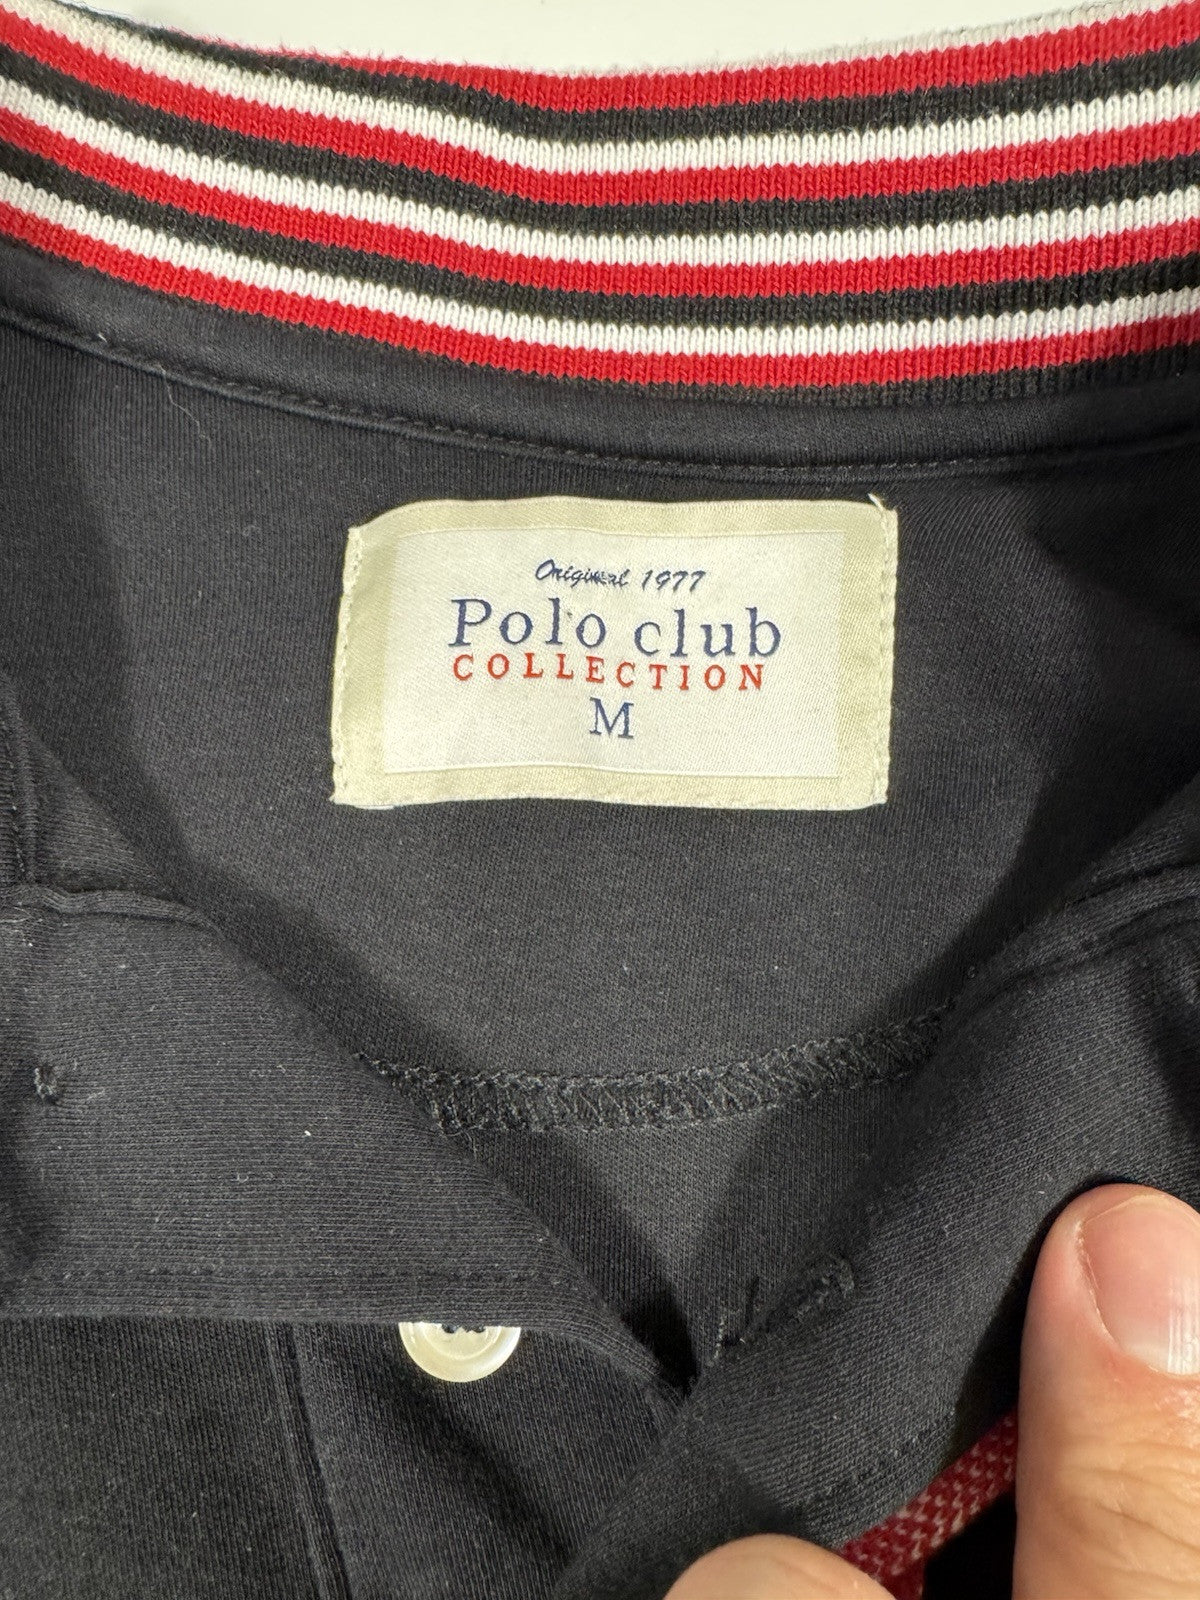 Original 1977
Polo club
COLLECTION
M